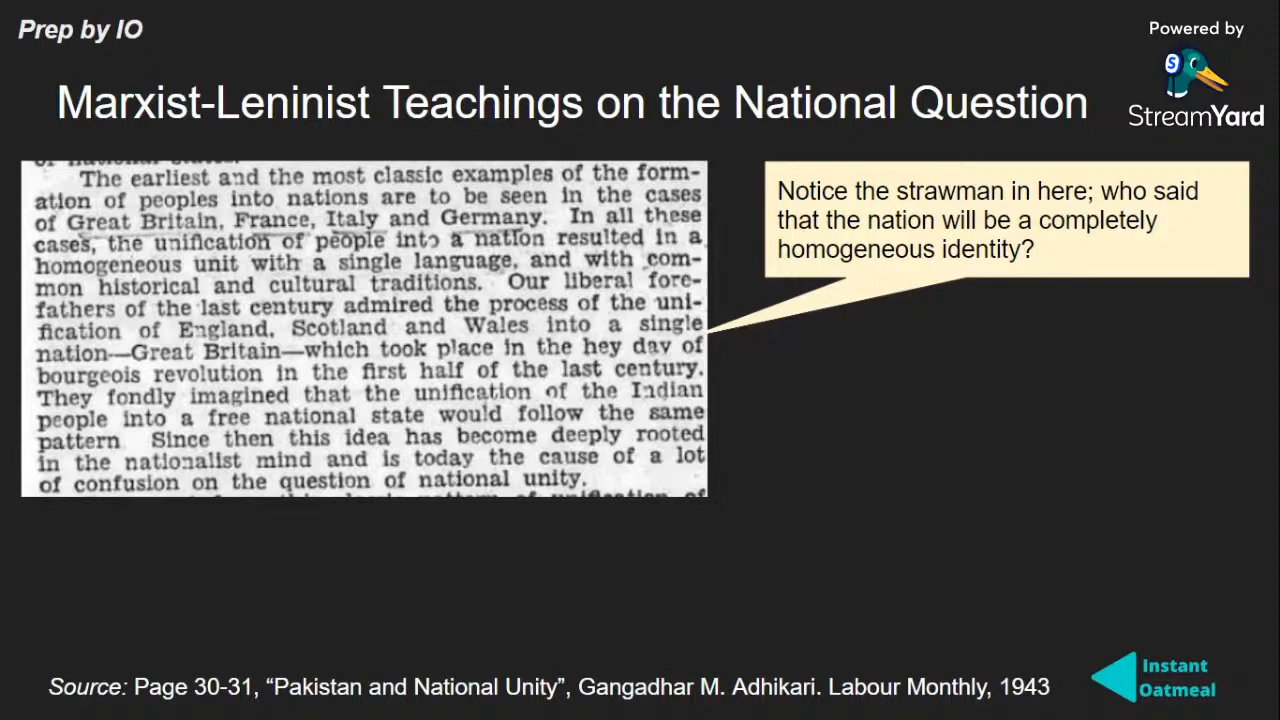 Prep by IO
Powered by
StreamYard
Marxist-Leninist Teachings on the National Question
of national states.
The earliest and the most classic examples of the form-
ation of peoples into nations are to be seen in the cases
of Great Britain, France, Italy and Germany. In all these
cases, the unification of people into a nation resulted in a
homogeneous unit with a single language, and with com-
mon historical and cultural traditions. Our liberal fore-
fathers of the last century admired the process of the uni-
fication of England, Scotland and Wales into a single
nation—Great Britain—which took place in the hey day of
bourgeois revolution in the first half of the last century.
They fondly imagined that the unification of the Indian
people into a free national state would follow the same
pattern Since then this idea has become deeply rooted
in the nationalist mind and is today the cause of a lot
of confusion on the question of national unity.
unification of
Notice the strawman in here; who said
that the nation will be a completely
homogeneous identity?
Source: Page 30-31, “Pakistan and National Unity”, Gangadhar M. Adhikari. Labour Monthly, 1943
Instant
Oatmeal